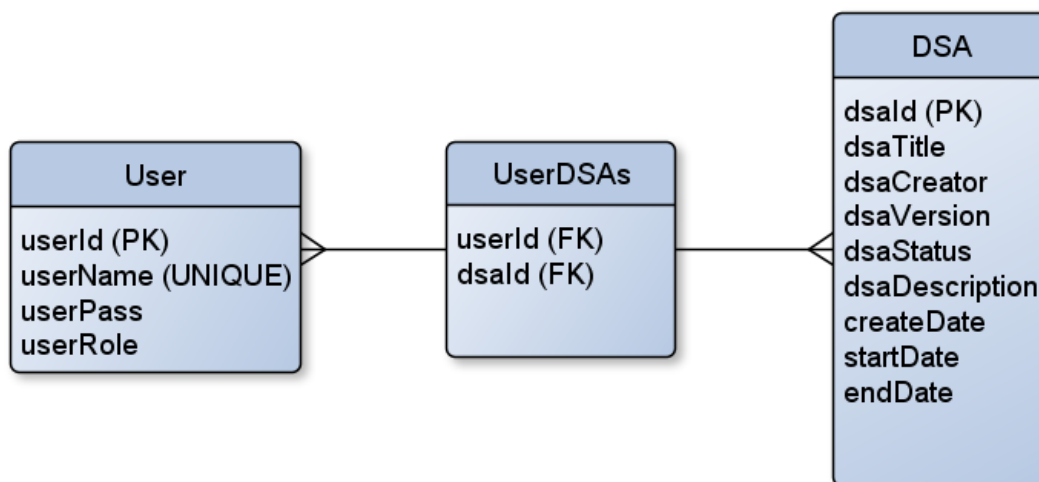 User
userId (PK)
userName (UNIQUE)
userPass
userRole
UserDSAs
userId (FK)
dsaId (FK)
DSA
dsaId (PK)
dsaTitle
dsaCreator
dsaVersion
dsaStatus
dsaDescription
createDate
startDate
endDate